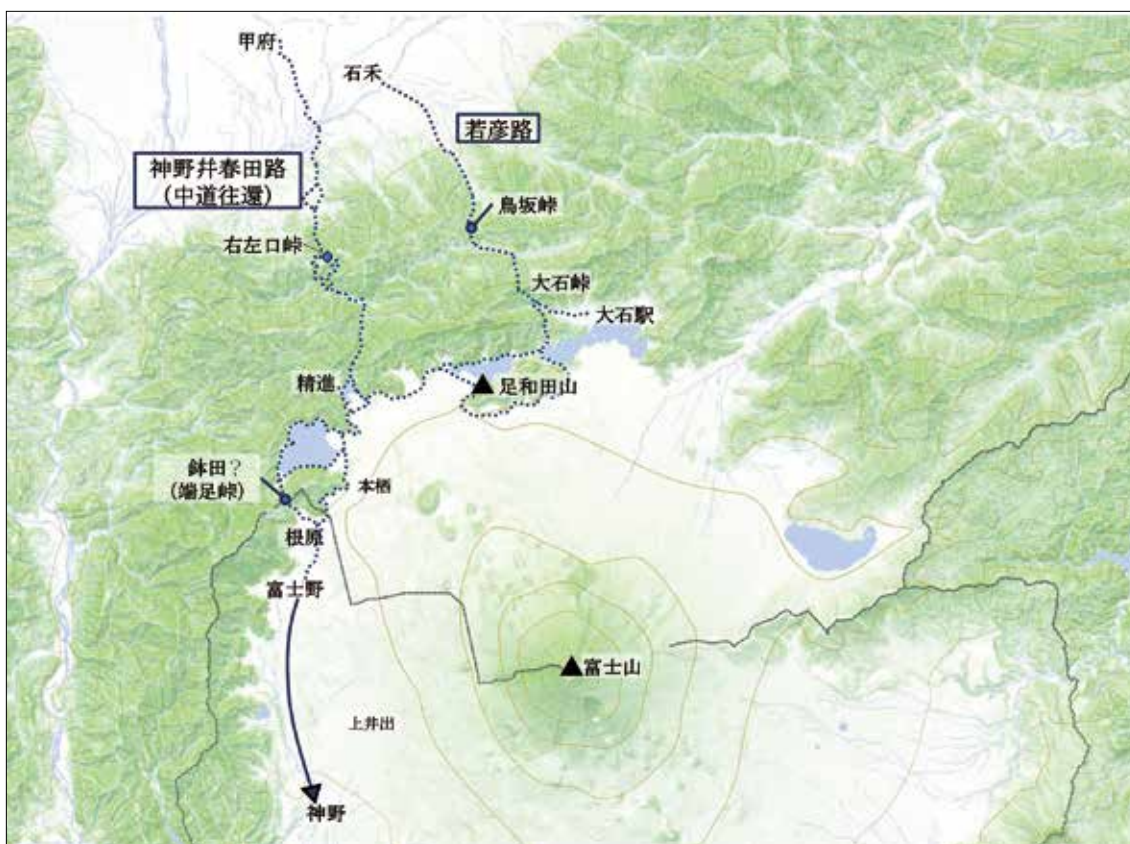 甲府
石禾
若彦路
神野幷春田路
(中道往還)
鳥坂峠
右左口峠
大石峠
大石駅
精進
足和田山
鉢田?
(端足峠)
本栖
根原
富士野
富士山
上井出
神野